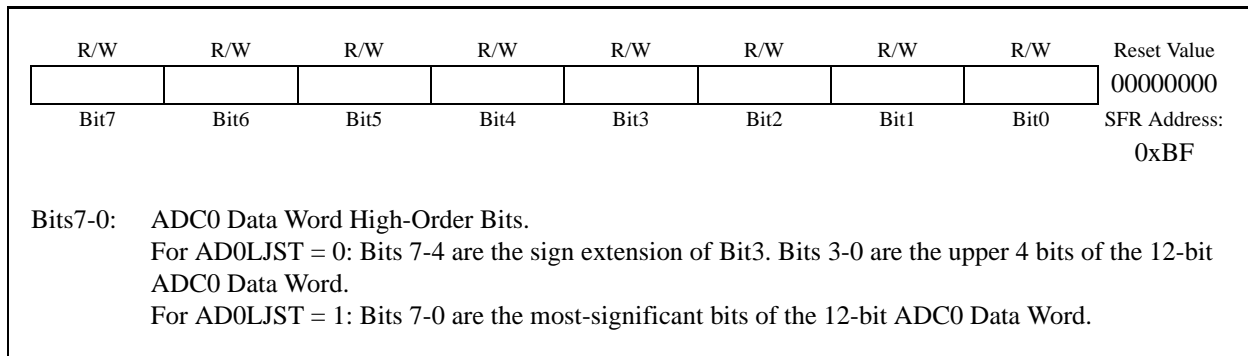 R/W R/W R/W R/W R/W R/W R/W R/W Reset Value
00000000
Bit7 Bit6 Bit5 Bit4 Bit3 Bit2 Bit1 Bit0 SFR Address:
0xBF
Bits7-0: ADC0 Data Word High-Order Bits.
For AD0LJST = 0: Bits 7-4 are the sign extension of Bit3. Bits 3-0 are the upper 4 bits of the 12-bit
ADC0 Data Word.
For AD0LJST = 1: Bits 7-0 are the most-significant bits of the 12-bit ADC0 Data Word.